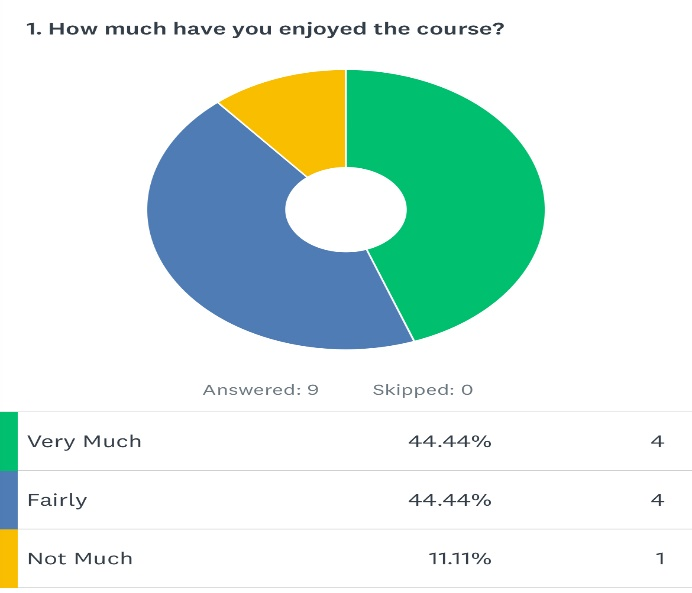 1. How much have you enjoyed the course?
Answered: 9 Skipped: 0
Very Much 44.44% 4
Fairly 44.44% 4
Not Much 11.11% 1